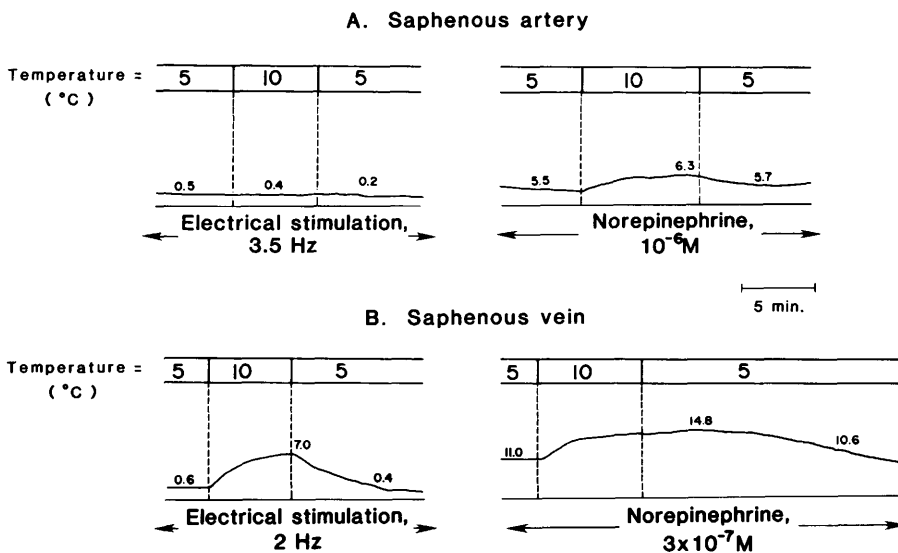 A. Saphenous artery
Temperature =
(°C)
5 10 5
5 10 5
0.5 0.4 0.2
5.5 6.3 5.7
Electrical stimulation,
3.5 Hz
Norepinephrine,
10⁻⁶M
5 min.
B. Saphenous vein
Temperature =
(°C)
5 10 5
5 10 5
0.6 7.0 0.4
11.0 14.8 10.6
Electrical stimulation,
2 Hz
Norepinephrine,
3x10⁻⁷M